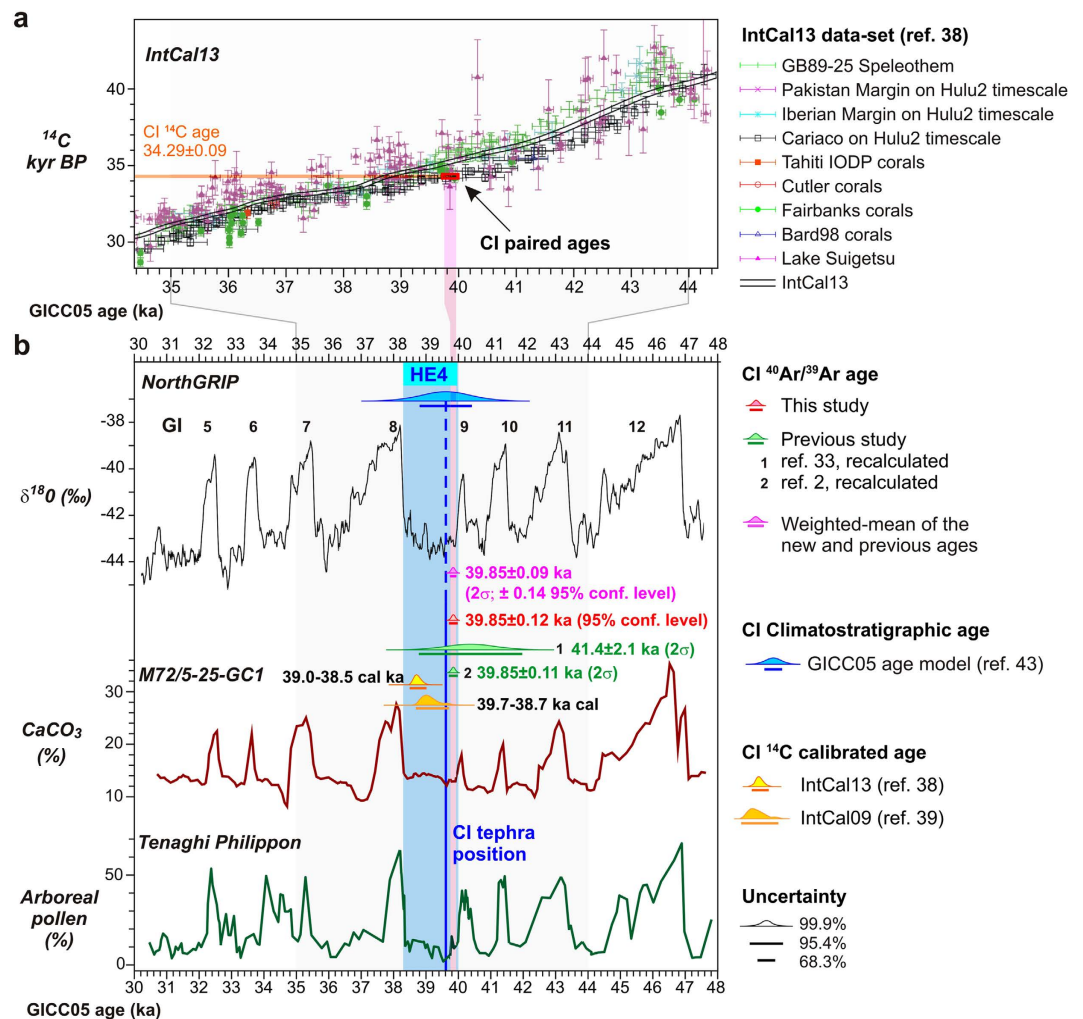 a
IntCal13
40
35
30
¹⁴C
kyr BP
CI ¹⁴C age
34.29±0.09
CI paired ages
35 36 37 38 39 40 41 42 43 44
GICC05 age (ka)
IntCal13 data-set (ref. 38)
GB89-25 Speleothem
Pakistan Margin on Hulu2 timescale
Iberian Margin on Hulu2 timescale
Cariaco on Hulu2 timescale
Tahiti IODP corals
Cutler corals
Fairbanks corals
Bard98 corals
Lake Suigetsu
IntCal13
b
30 31 32 33 34 35 36 37 38 39 40 41 42 43 44 45 46 47 48
NorthGRIP
HE4
GI 5 6 7 8 9 10 11 12
-38
-40
-42
-44
δ¹⁸0 (‰)
39.85±0.09 ka
(2σ; ± 0.14 95% conf. level)
39.85±0.12 ka (95% conf. level)
1 41.4±2.1 ka (2σ)
2 39.85±0.11 ka (2σ)
M72/5-25-GC1
39.0-38.5 cal ka
39.7-38.7 ka cal
30
20
10
CaCO₃
(%)
CI tephra
position
Tenaghi Philippon
50
0
Arboreal
pollen
(%)
30 31 32 33 34 35 36 37 38 39 40 41 42 43 44 45 46 47 48
GICC05 age (ka)
CI ⁴⁰Ar/³⁹Ar age
This study
Previous study
1 ref. 33, recalculated
2 ref. 2, recalculated
Weighted-mean of the
new and previous ages
CI Climatostratigraphic age
GICC05 age model (ref. 43)
CI ¹⁴C calibrated age
IntCal13 (ref. 38)
IntCal09 (ref. 39)
Uncertainty
99.9%
95.4%
68.3%